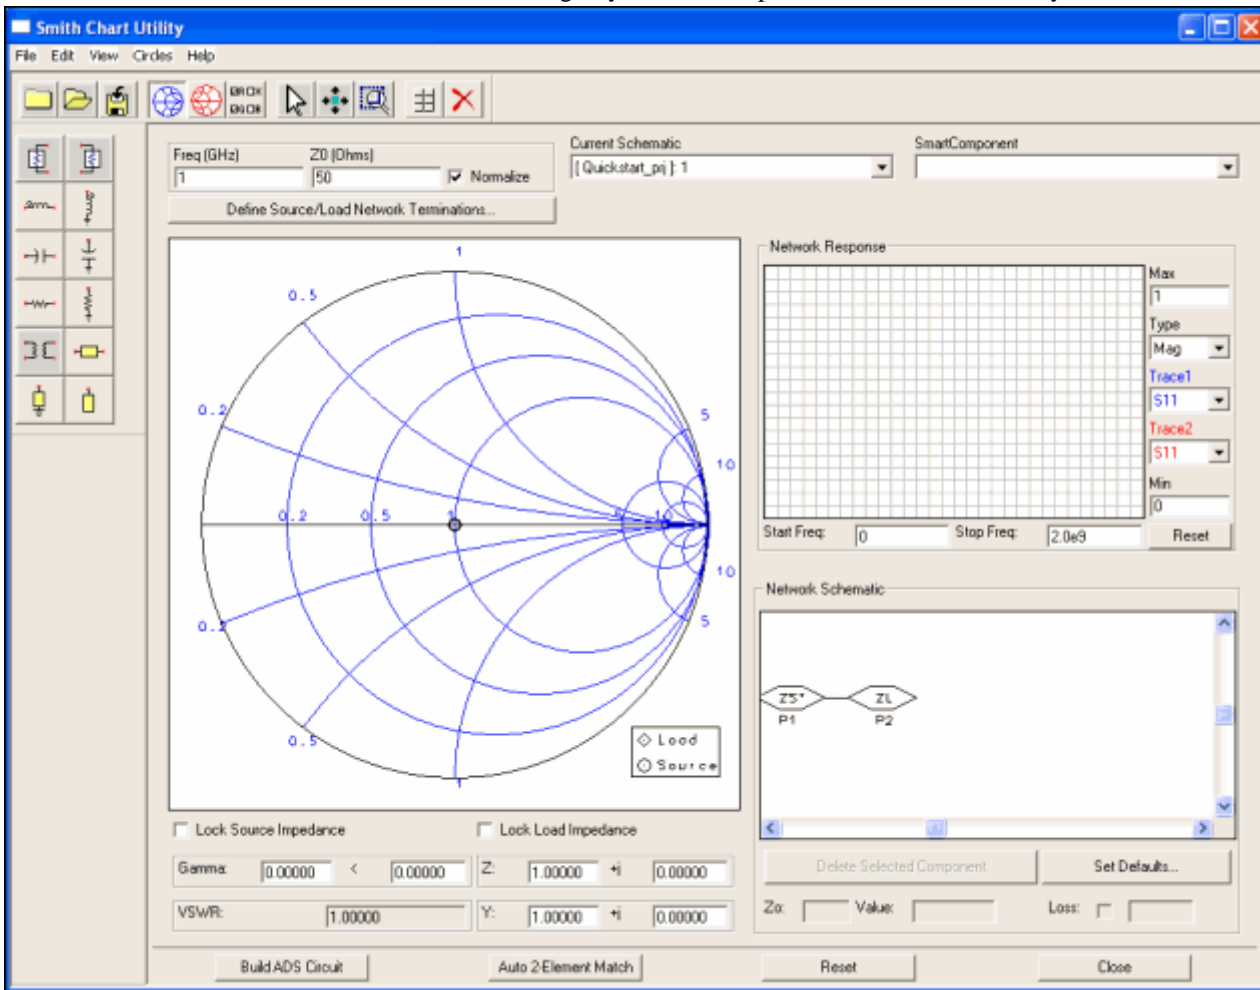 Smith Chart Utility
File Edit View Circles Help
Freq (GHz) Z0 (Ohms)
1 50 Normalize
Current Schematic
[ Quickstart_prj ]: 1
SmartComponent
Define Source/Load Network Terminations...
1
0.5
0.2
5
10
0.2 0.5 1 5 10
10
5
0.2
0.5
1
Load
Source
Network Response
Max
1
Type
Mag
Trace1
S11
Trace2
S11
Min
0
Start Freq: 0 Stop Freq: 2.0e9 Reset
Network Schematic
ZS* ZL
P1 P2
Lock Source Impedance Lock Load Impedance
Gamma: 0.00000 < 0.00000 Z: 1.00000 +j 0.00000
VSWR: 1.00000 Y: 1.00000 +j 0.00000
Delete Selected Component Set Defaults...
Zo: Value: Loss:
Build ADS Circuit Auto 2-Element Match Reset Close